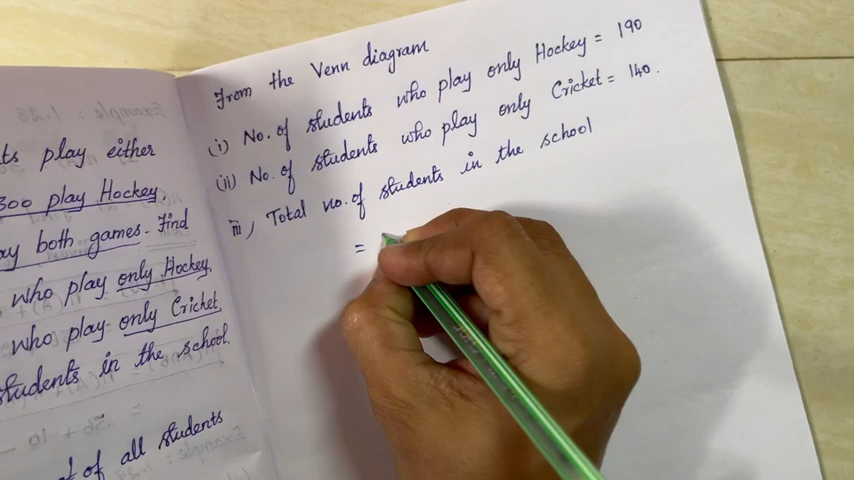 ts play either
300 play Hockey.
ay both games. Find
who play only Hockey,
who play only Cricket,
students in the school.
of all students
From the Venn diagram
(i) No. of students who play only Hockey = 190
(ii) No. of students who play only Cricket = 140.
iii) Total no. of students in the school
=